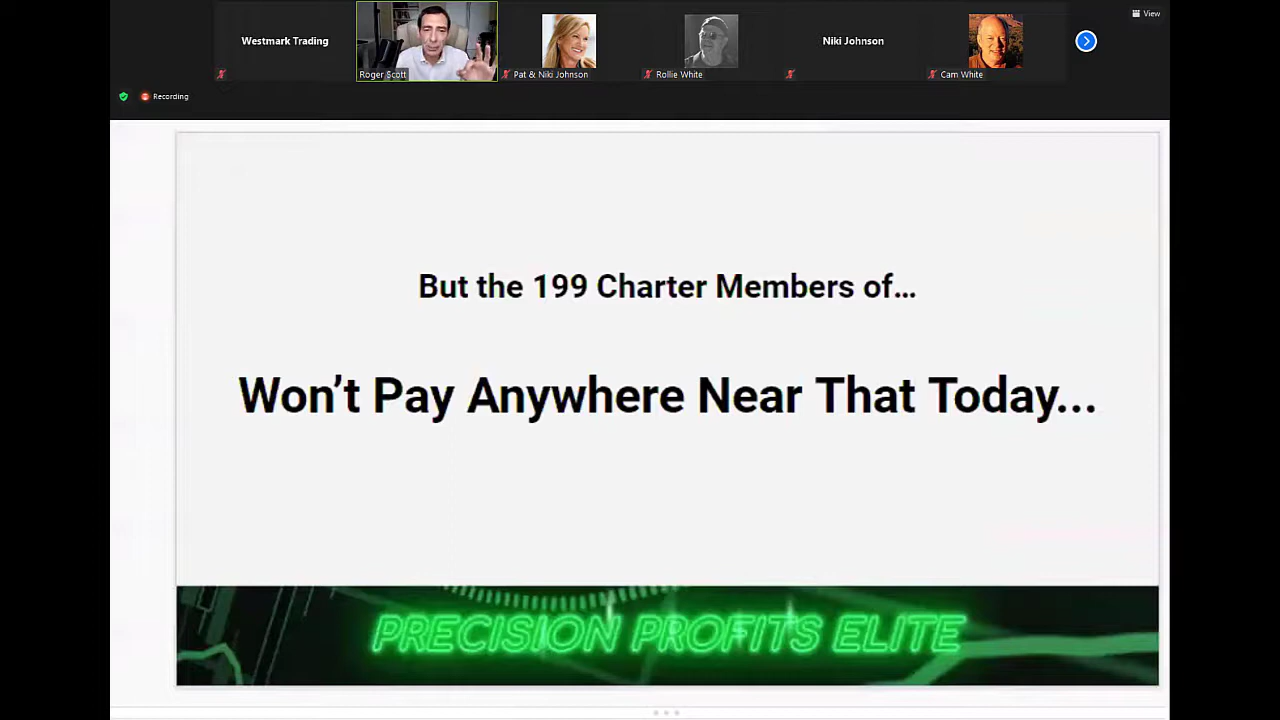 View
Westmark Trading
Niki Johnson
Roger Scott
Pat & Niki Johnson
Rollie White
Cam White
Recording
But the 199 Charter Members of…
Won’t Pay Anywhere Near That Today...
PRECISION PROFITS ELITE